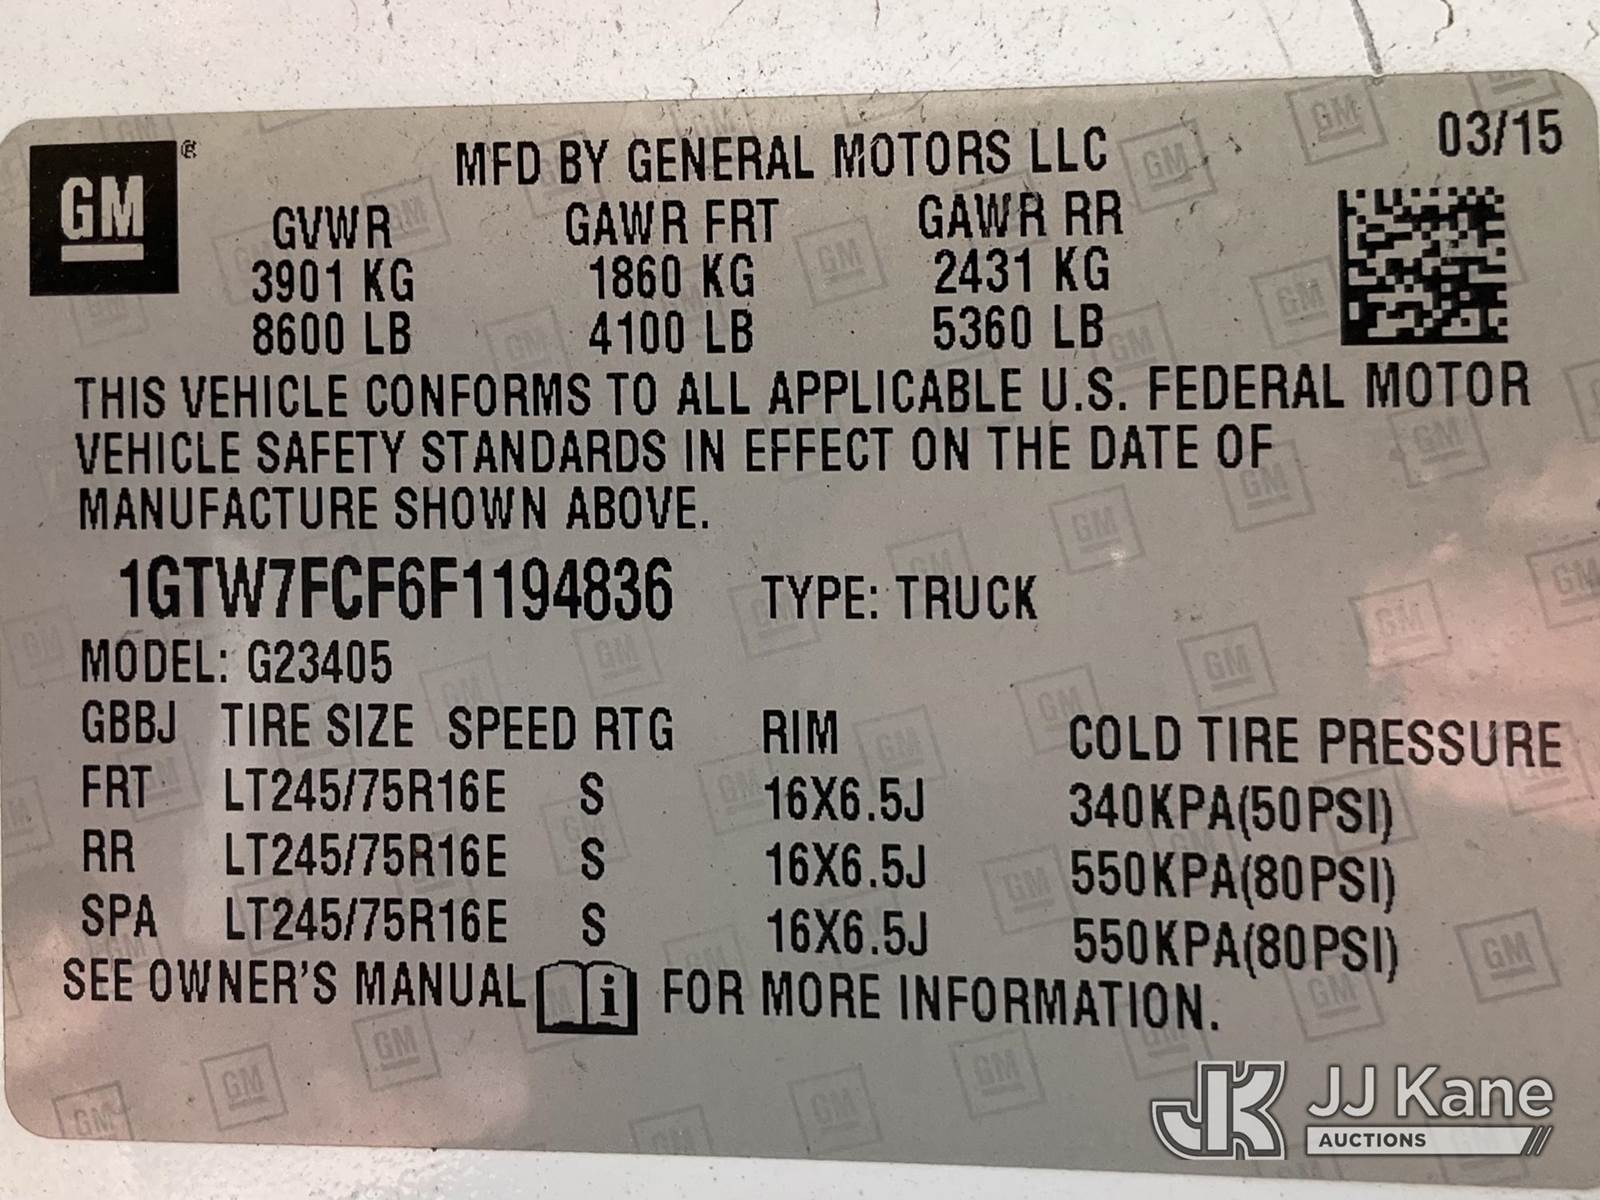 GM ®
MFD BY GENERAL MOTORS LLC 03/15
GVWR GAWR FRT GAWR RR
3901 KG 1860 KG 2431 KG
8600 LB 4100 LB 5360 LB
THIS VEHICLE CONFORMS TO ALL APPLICABLE U.S. FEDERAL MOTOR
VEHICLE SAFETY STANDARDS IN EFFECT ON THE DATE OF
MANUFACTURE SHOWN ABOVE.
1GTW7FCF6F1194836 TYPE: TRUCK
MODEL: G23405
GBBJ TIRE SIZE SPEED RTG RIM COLD TIRE PRESSURE
FRT LT245/75R16E S 16X6.5J 340KPA(50PSI)
RR LT245/75R16E S 16X6.5J 550KPA(80PSI)
SPA LT245/75R16E S 16X6.5J 550KPA(80PSI)
SEE OWNER'S MANUAL i FOR MORE INFORMATION.
JK JJ Kane
AUCTIONS